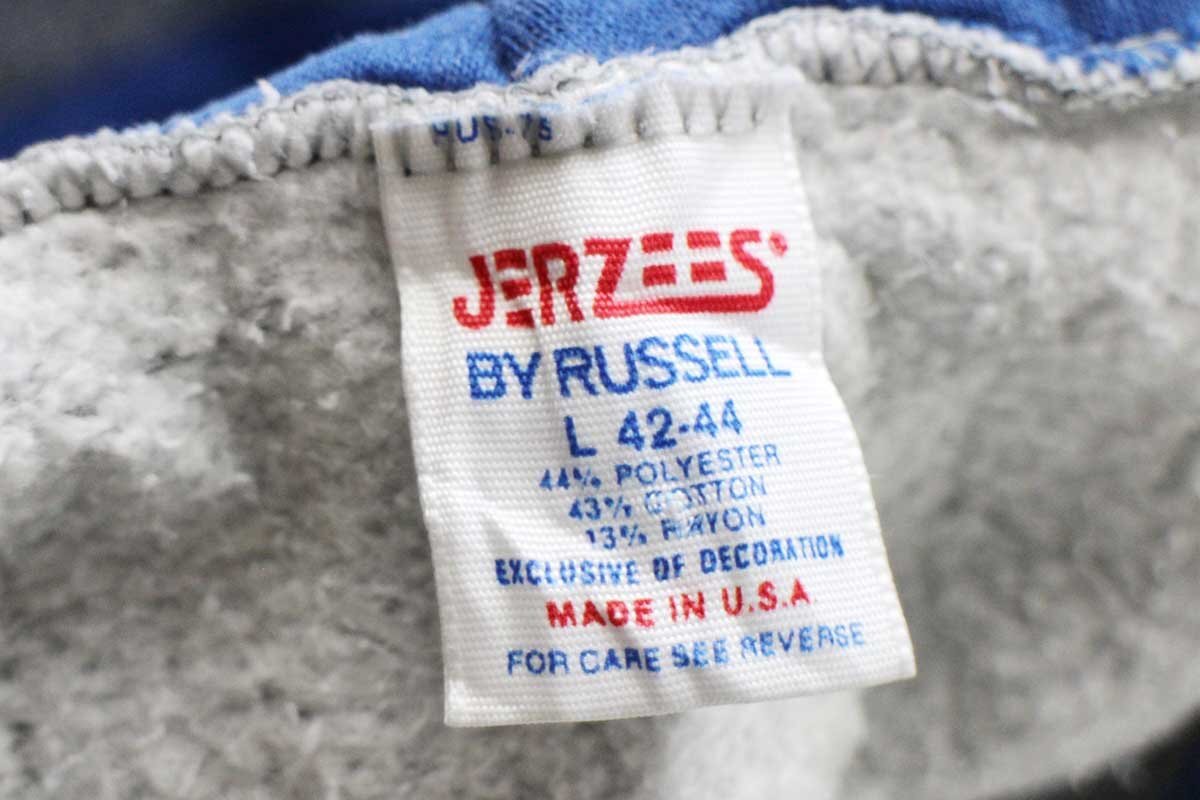 JERZEES
BY RUSSELL
L 42-44
44% POLYESTER
43% COTTON
13% RAYON
EXCLUSIVE OF DECORATION
MADE IN U.S.A
FOR CARE SEE REVERSE